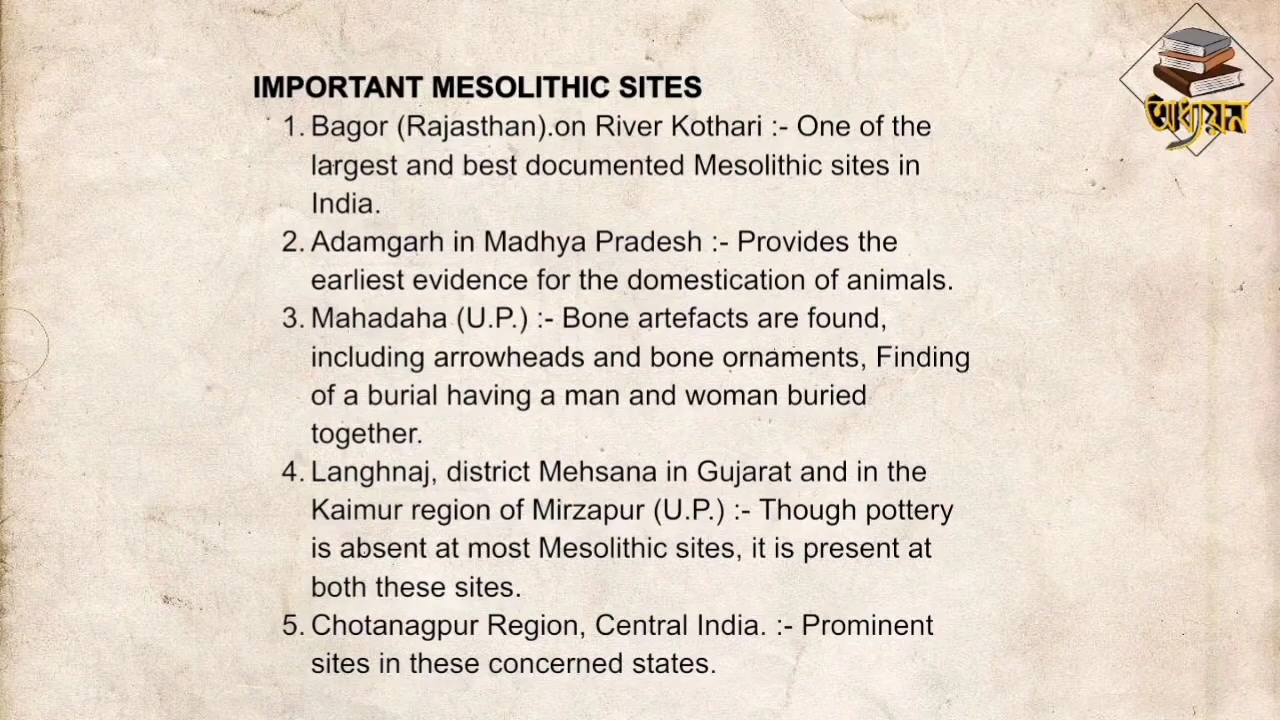 IMPORTANT MESOLITHIC SITES
1. Bagor (Rajasthan).on River Kothari :- One of the
largest and best documented Mesolithic sites in
India.
2. Adamgarh in Madhya Pradesh :- Provides the
earliest evidence for the domestication of animals.
3. Mahadaha (U.P.) :- Bone artefacts are found,
including arrowheads and bone ornaments, Finding
of a burial having a man and woman buried
together.
4. Langhnaj, district Mehsana in Gujarat and in the
Kaimur region of Mirzapur (U.P.) :- Though pottery
is absent at most Mesolithic sites, it is present at
both these sites.
5. Chotanagpur Region, Central India. :- Prominent
sites in these concerned states.
অধ্যয়ন